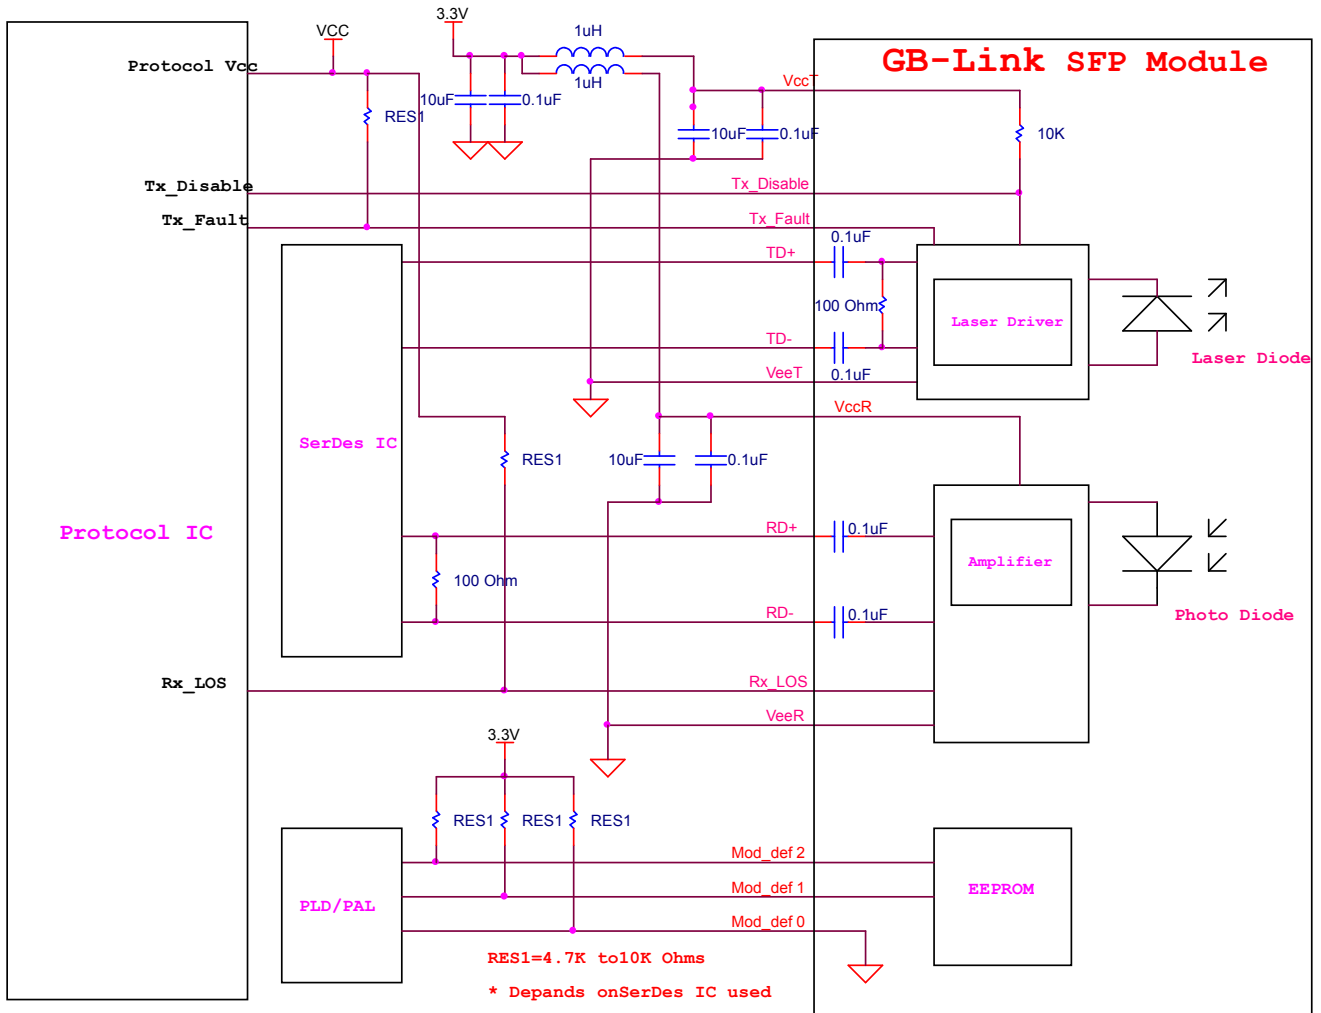 3.3V
1uH
VCC
GB-Link SFP Module
Protocol Vcc
1uH
VccT
10uF
0.1uF
RES1
10uF
0.1uF
10K
Tx_Disable
Tx_Disable
Tx_Fault
Tx_Fault
0.1uF
TD+
100 Ohm
Laser Driver
TD-
Laser Diode
VeeT
0.1uF
VccR
SerDes IC
RES1
10uF
0.1uF
Protocol IC
RD+
0.1uF
Amplifier
100 Ohm
RD-
0.1uF
Photo Diode
Rx_LOS
Rx_LOS
VeeR
3.3V
RES1
RES1
RES1
Mod_def 2
Mod_def 1
EEPROM
PLD/PAL
Mod_def 0
RES1=4.7K to10K Ohms
* Depands onSerDes IC used